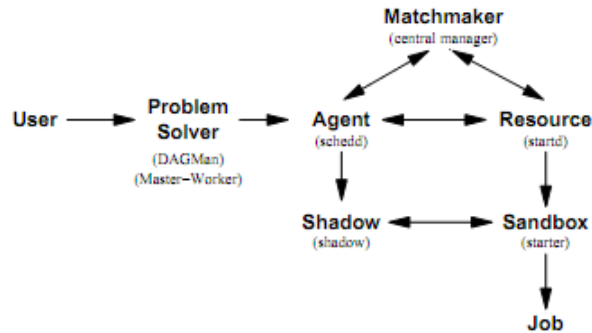 Matchmaker
(central manager)
User
Problem
Solver
(DAGMan)
(Master-Worker)
Agent
(schedd)
Resource
(startd)
Shadow
(shadow)
Sandbox
(starter)
Job